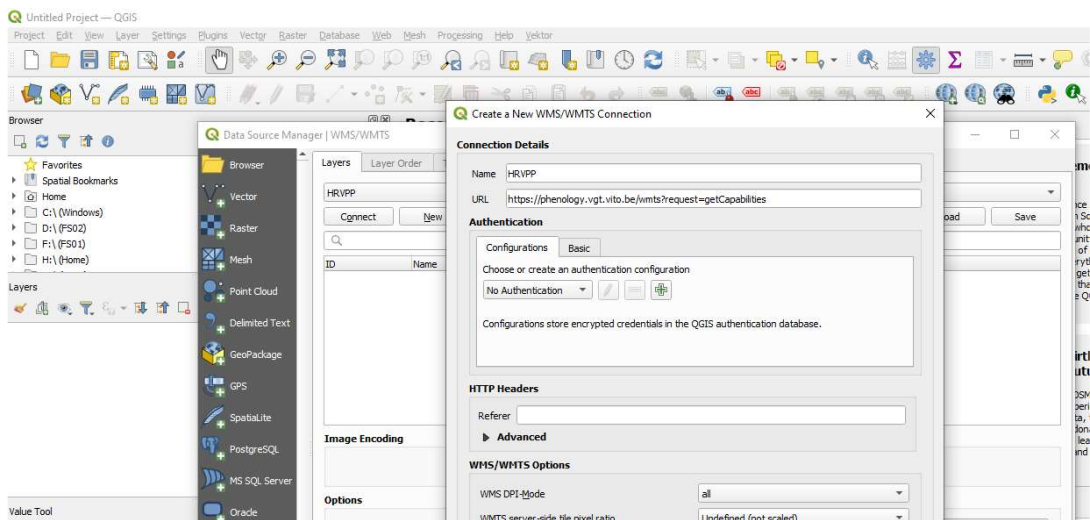 Untitled Project — QGIS
Project Edit View Layer Settings Plugins Vector Raster Database Web Mesh Processing Help Vektor
Browser
Favorites
Spatial Bookmarks
Home
C:\ (Windows)
D:\ (FS02)
F:\ (FS01)
H:\ (Home)
Layers
Value Tool
Data Source Manager | WMS/WMTS
Browser
Vector
Raster
Mesh
Point Cloud
Delimited Text
GeoPackage
GPS
SpatiaLite
PostgreSQL
MS SQL Server
Oracle
Layers Layer Order
HRVPP
Connect New
Save
ID Name
Image Encoding
Options
Create a New WMS/WMTS Connection
Connection Details
Name HRVPP
URL https://phenology.vgt.vito.be/wmts?request=getCapabilities
Authentication
Configurations Basic
Choose or create an authentication configuration
No Authentication
Configurations store encrypted credentials in the QGIS authentication database.
HTTP Headers
Referer
Advanced
WMS/WMTS Options
WMS DPI-Mode all
WMTS server-side tile pixel ratio Undefined (not scaled)